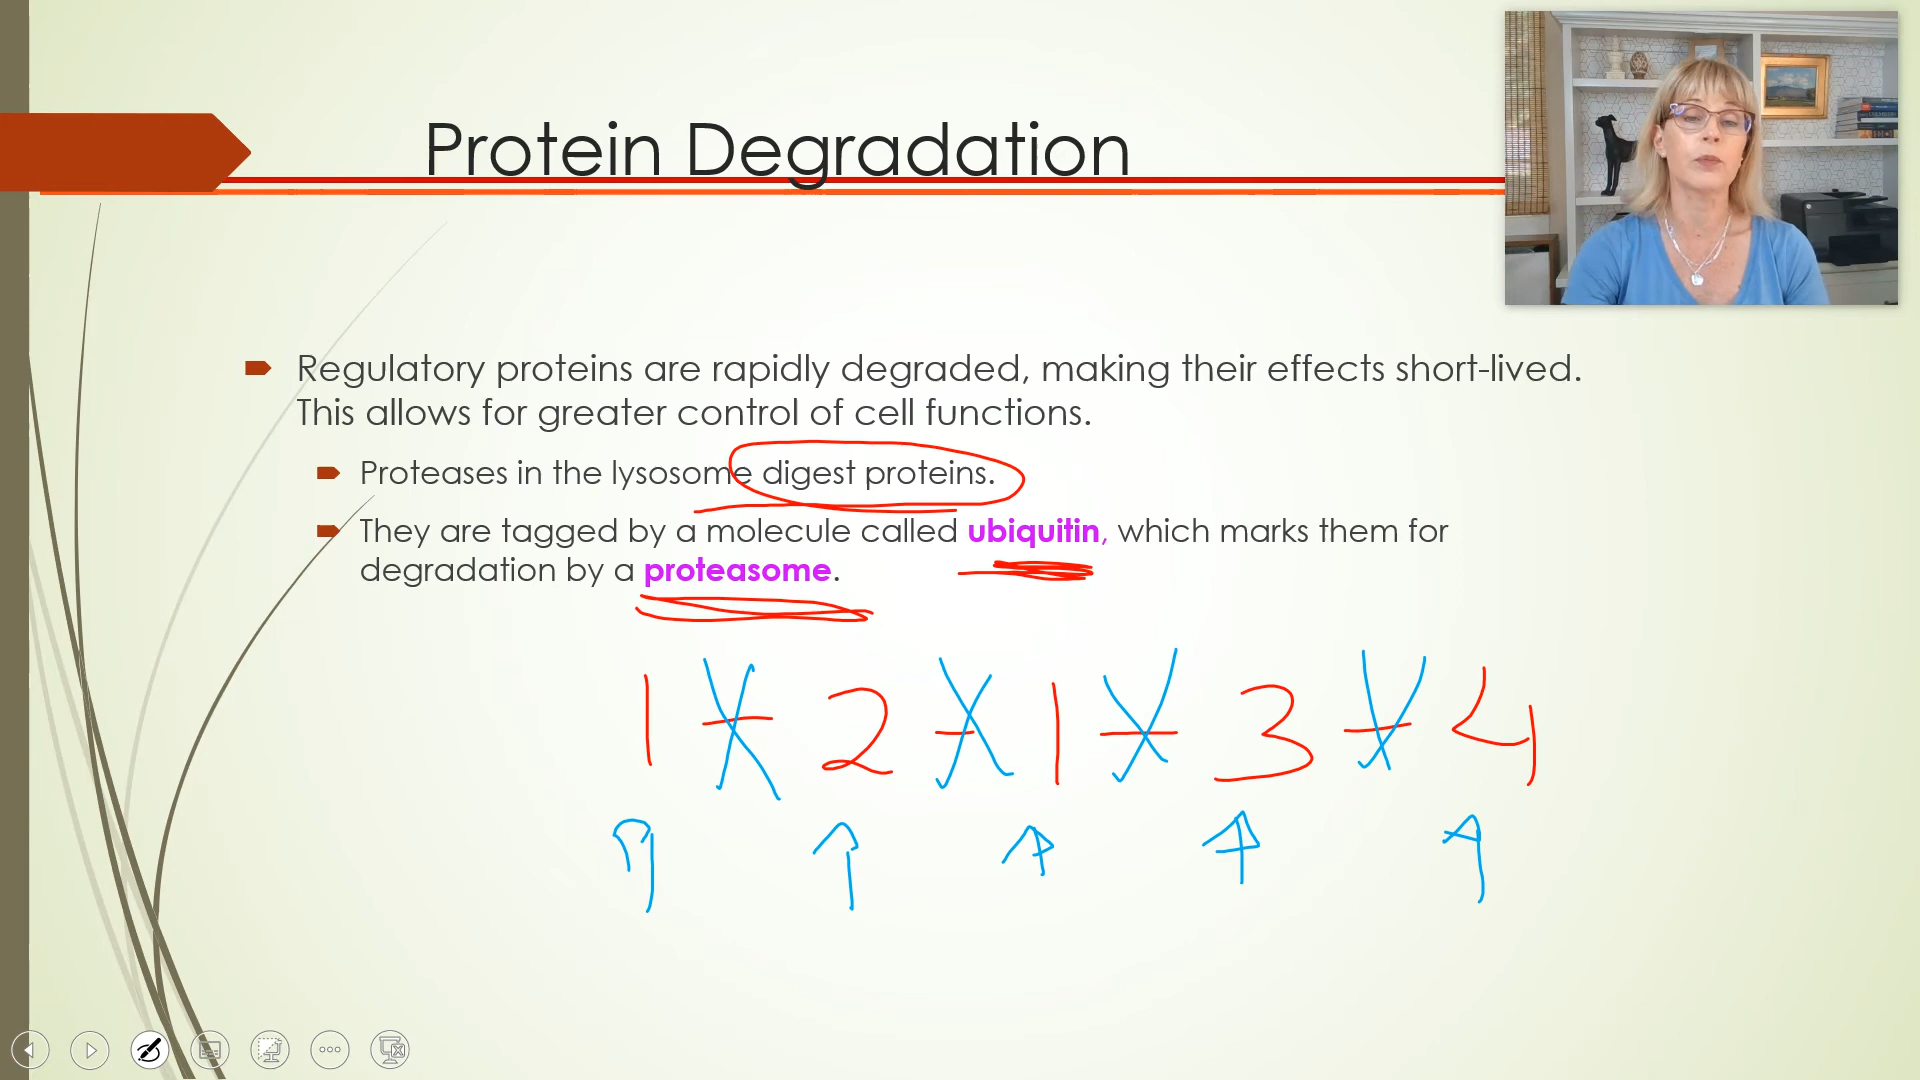 Protein Degradation
Regulatory proteins are rapidly degraded, making their effects short-lived.
This allows for greater control of cell functions.
Proteases in the lysosome digest proteins.
They are tagged by a molecule called ubiquitin, which marks them for
degradation by a proteasome.
1 - 2 - 1 - 3 - 4